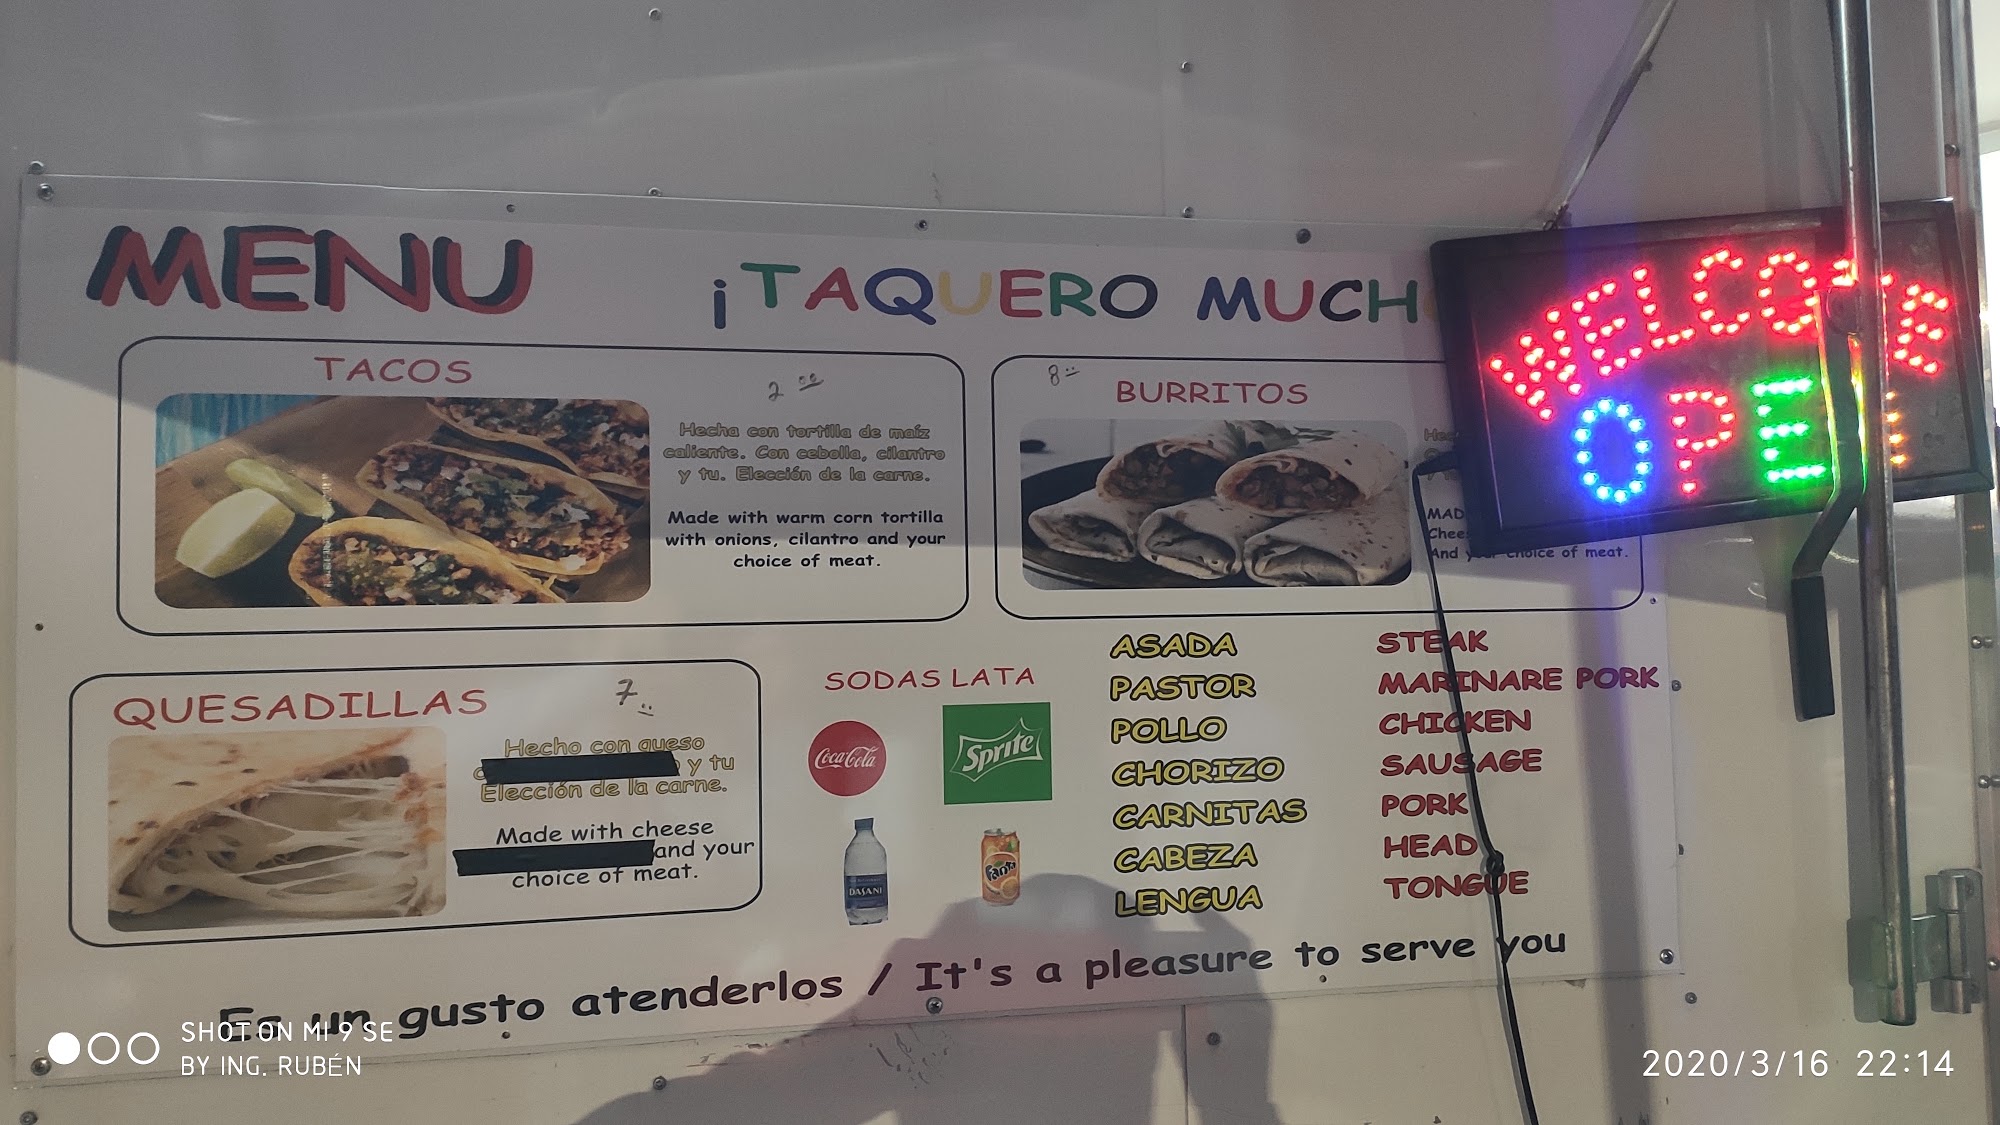 MENU
¡TAQUERO MUCH
WELCOME
OPEN
TACOS
2 00
Hecha con tortilla de maíz
caliente. Con cebolla, cilantro
y tu. Elección de la carne.
Made with warm corn tortilla
with onions, cilantro and your
choice of meat.
8
BURRITOS
And your choice of meat.
QUESADILLAS
7
Hecho con queso
y tu
Elección de la carne.
Made with cheese
and your
choice of meat.
SODAS LATA
Coca-Cola
Sprite
DASANI
Fanta
ASADA STEAK
PASTOR MARINARE PORK
POLLO CHICKEN
CHORIZO SAUSAGE
CARNITAS PORK
CABEZA HEAD
LENGUA TONGUE
Es un gusto atenderlos / It's a pleasure to serve you
SHOT ON MI 9 SE
BY ING. RUBÉN
2020/3/16 22:14